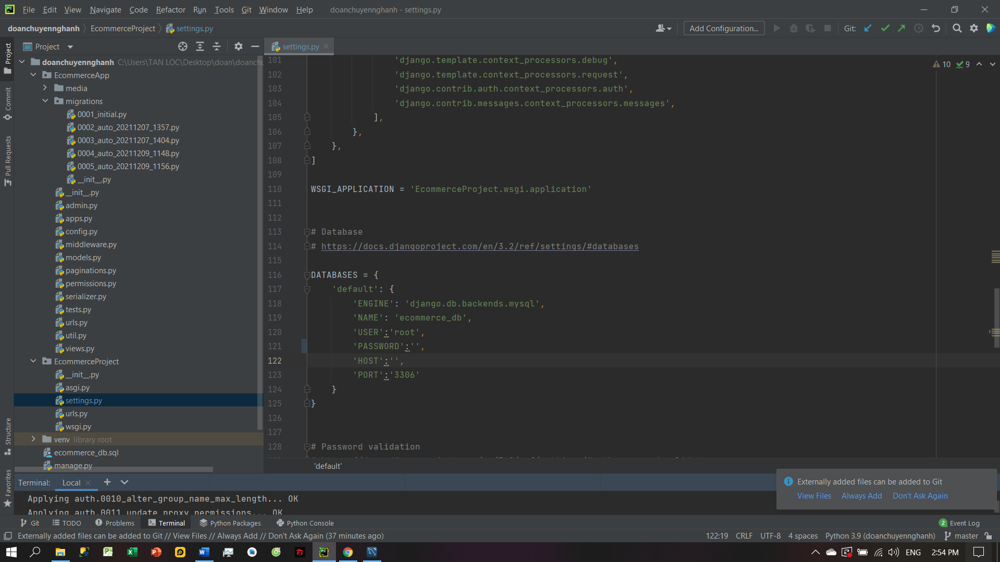 File Edit View Navigate Code Refactor Run Tools Git Window Help doanchuyennghanh - settings.py
doanchuyennghanh EcommerceProject settings.py Add Configuration... Git:
Project settings.py
doanchuyennghanh C:\Users\TAN LOC\Desktop\doan\doanchu
EcommerceApp
media
migrations
0001_initial.py
0002_auto_20211207_1357.py
0003_auto_20211207_1404.py
0004_auto_20211209_1148.py
0005_auto_20211209_1156.py
__init__.py
__init__.py
admin.py
apps.py
config.py
middleware.py
models.py
paginations.py
permissions.py
serializer.py
tests.py
urls.py
util.py
views.py
EcommerceProject
__init__.py
asgi.py
settings.py
urls.py
wsgi.py
venv library root
ecommerce_db.sql
manage.py
Project
Commit
Pull Requests
Structure
Favorites
10 9
101 'django.template.context_processors.debug',
102 'django.template.context_processors.request',
103 'django.contrib.auth.context_processors.auth',
104 'django.contrib.messages.context_processors.messages',
105 ],
106 },
107 },
108 ]
109
110 WSGI_APPLICATION = 'EcommerceProject.wsgi.application'
111
112
113 # Database
114 # https://docs.djangoproject.com/en/3.2/ref/settings/#databases
115
116 DATABASES = {
117 'default': {
118 'ENGINE': 'django.db.backends.mysql',
119 'NAME': 'ecommerce_db',
120 'USER':'root',
121 'PASSWORD':'',
122 'HOST':'',
123 'PORT':'3306'
124 }
125 }
126
127
128 # Password validation
'default'
Terminal: Local
Applying auth.0010_alter_group_name_max_length... OK
Applying auth.0011_update_proxy_permissions... OK
Externally added files can be added to Git
View Files Always Add Don't Ask Again
Git TODO Problems Terminal Python Packages Python Console 2 Event Log
Externally added files can be added to Git // View Files // Always Add // Don't Ask Again (37 minutes ago) 122:19 CRLF UTF-8 4 spaces Python 3.9 (doanchuyennghanh) master
ENG 2:54 PM